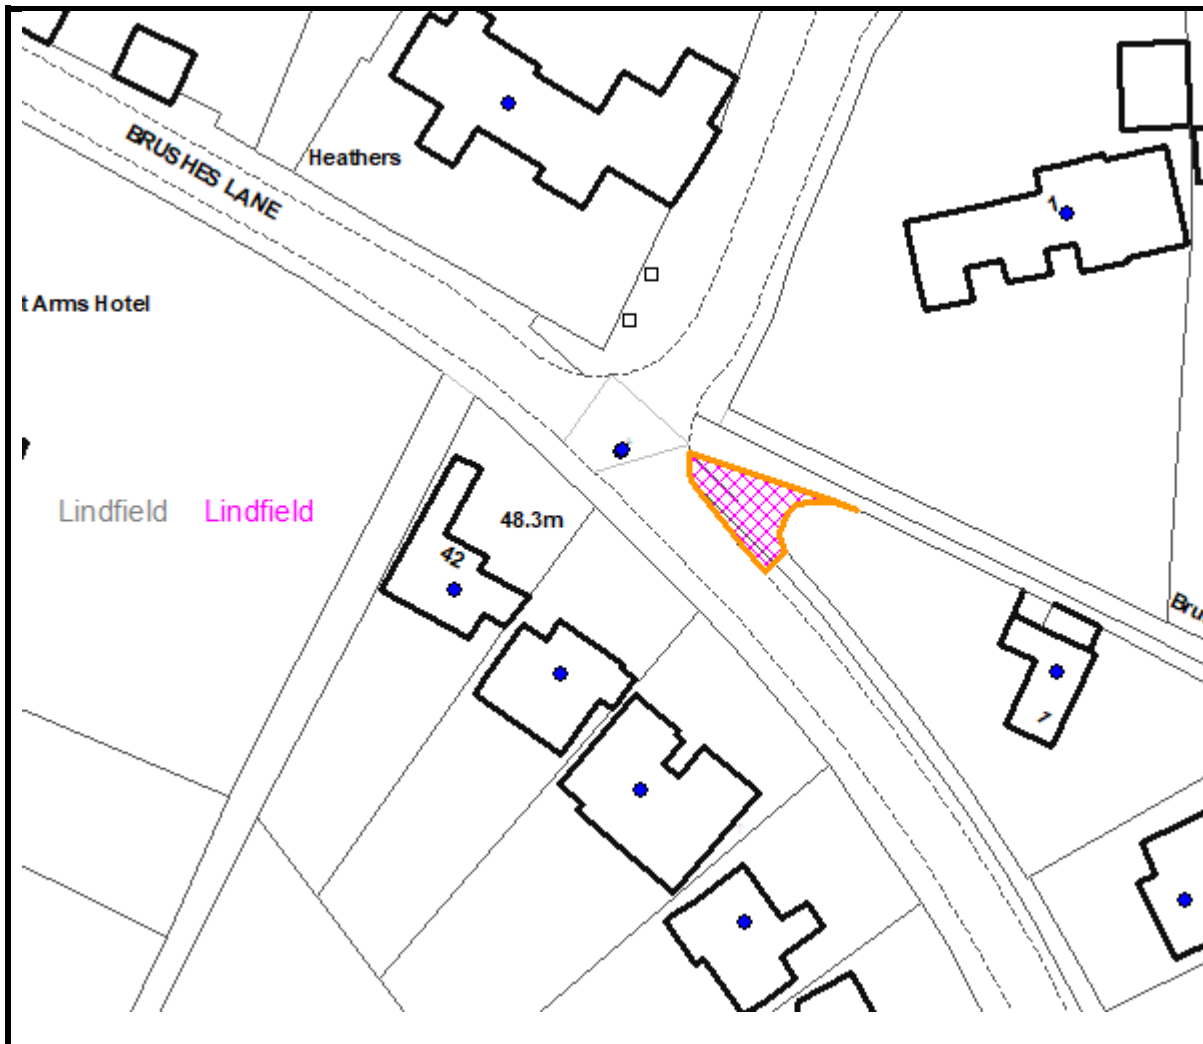 BRUSHES LANE
Heathers
1
t Arms Hotel
Lindfield Lindfield
48.3m
42
Bru
7